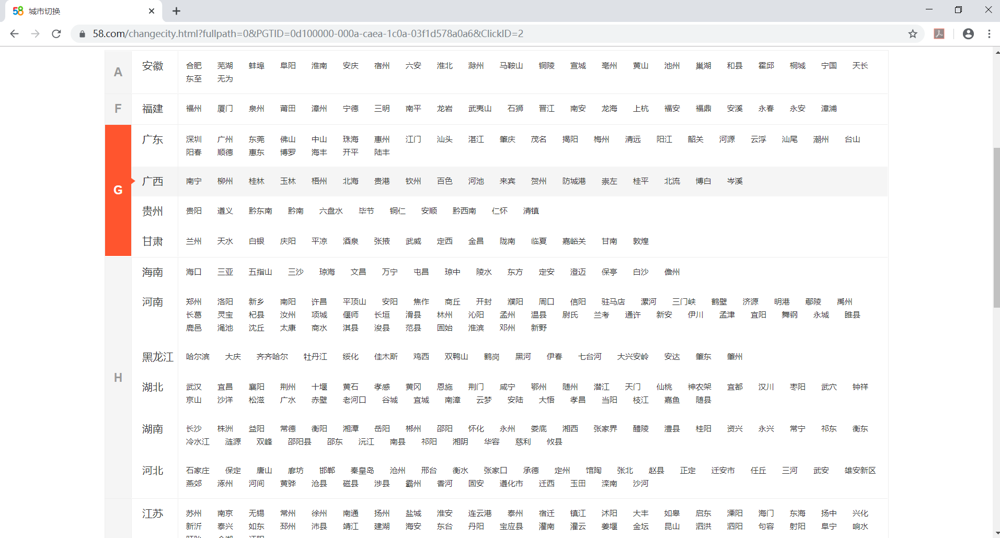 58 城市切换
58.com/changecity.html?fullpath=0&PGTID=0d100000-000a-caea-1c0a-03f1d578a0a6&ClickID=2
A 安徽 合肥 芜湖 蚌埠 阜阳 淮南 安庆 宿州 六安 淮北 滁州 马鞍山 铜陵 宣城 亳州 黄山 池州 巢湖 和县 霍邱 桐城 宁国 天长
东至 无为
F 福建 福州 厦门 泉州 莆田 漳州 宁德 三明 南平 龙岩 武夷山 石狮 晋江 南安 龙海 上杭 福安 福鼎 安溪 永春 永安 漳浦
G 广东 深圳 广州 东莞 佛山 中山 珠海 惠州 江门 汕头 湛江 肇庆 茂名 揭阳 梅州 清远 阳江 韶关 河源 云浮 汕尾 潮州 台山
阳春 顺德 惠东 博罗 海丰 开平 陆丰
广西 南宁 柳州 桂林 玉林 梧州 北海 贵港 钦州 百色 河池 来宾 贺州 防城港 崇左 桂平 北流 博白 岑溪
贵州 贵阳 遵义 黔东南 黔南 六盘水 毕节 铜仁 安顺 黔西南 仁怀 清镇
甘肃 兰州 天水 白银 庆阳 平凉 酒泉 张掖 武威 定西 金昌 陇南 临夏 嘉峪关 甘南 敦煌
H 海南 海口 三亚 五指山 三沙 琼海 文昌 万宁 屯昌 琼中 陵水 东方 定安 澄迈 保亭 白沙 儋州
河南 郑州 洛阳 新乡 南阳 许昌 平顶山 安阳 焦作 商丘 开封 濮阳 周口 信阳 驻马店 漯河 三门峡 鹤壁 济源 明港 鄢陵 禹州
长葛 灵宝 杞县 汝州 项城 偃师 长垣 滑县 林州 沁阳 孟州 温县 尉氏 兰考 通许 新安 伊川 孟津 宜阳 舞钢 永城 睢县
鹿邑 渑池 沈丘 太康 商水 淇县 浚县 范县 固始 淮滨 邓州 新野
黑龙江 哈尔滨 大庆 齐齐哈尔 牡丹江 绥化 佳木斯 鸡西 双鸭山 鹤岗 黑河 伊春 七台河 大兴安岭 安达 肇东 肇州
湖北 武汉 宜昌 襄阳 荆州 十堰 黄石 孝感 黄冈 恩施 荆门 咸宁 鄂州 随州 潜江 天门 仙桃 神农架 宜都 汉川 枣阳 武穴 钟祥
京山 沙洋 松滋 广水 赤壁 老河口 谷城 宜城 南漳 云梦 安陆 大悟 孝昌 当阳 枝江 嘉鱼 随县
湖南 长沙 株洲 益阳 常德 衡阳 湘潭 岳阳 郴州 邵阳 怀化 永州 娄底 湘西 张家界 醴陵 澧县 桂阳 资兴 永兴 常宁 祁东 衡东
冷水江 涟源 双峰 邵阳县 邵东 沅江 南县 祁阳 湘阴 华容 慈利 攸县
河北 石家庄 保定 唐山 廊坊 邯郸 秦皇岛 沧州 邢台 衡水 张家口 承德 定州 馆陶 张北 赵县 正定 迁安市 任丘 三河 武安 雄安新区
燕郊 涿州 河间 黄骅 沧县 磁县 涉县 霸州 香河 固安 遵化市 迁西 玉田 滦南 沙河
江苏 苏州 南京 无锡 常州 徐州 南通 扬州 盐城 淮安 连云港 泰州 宿迁 镇江 沭阳 大丰 如皋 启东 溧阳 海门 东海 扬中 兴化
新沂 泰兴 如东 邳州 沛县 靖江 建湖 海安 东台 丹阳 宝应县 灌南 灌云 姜堰 金坛 昆山 泗洪 泗阳 句容 射阳 阜宁 响水